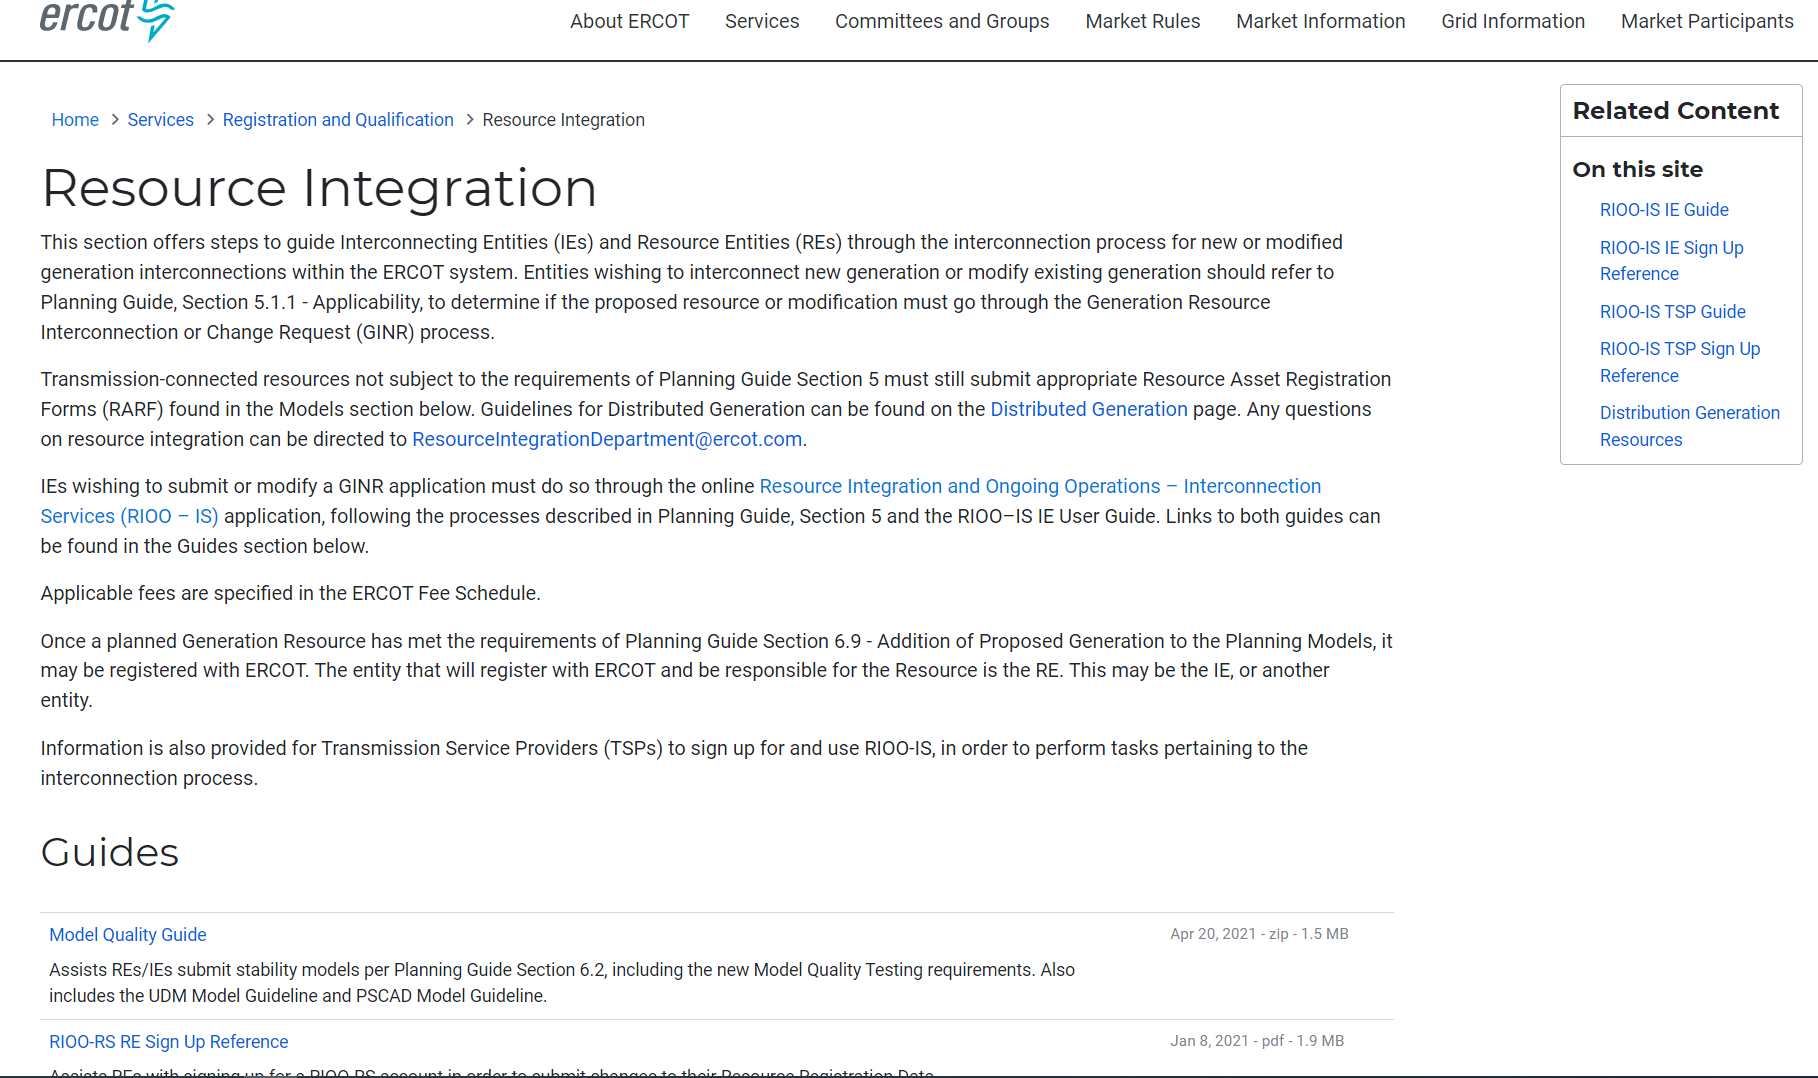 ercot
About ERCOT Services Committees and Groups Market Rules Market Information Grid Information Market Participants
Home > Services > Registration and Qualification > Resource Integration
Resource Integration
This section offers steps to guide Interconnecting Entities (IEs) and Resource Entities (REs) through the interconnection process for new or modified
generation interconnections within the ERCOT system. Entities wishing to interconnect new generation or modify existing generation should refer to
Planning Guide, Section 5.1.1 - Applicability, to determine if the proposed resource or modification must go through the Generation Resource
Interconnection or Change Request (GINR) process.
Transmission-connected resources not subject to the requirements of Planning Guide Section 5 must still submit appropriate Resource Asset Registration
Forms (RARF) found in the Models section below. Guidelines for Distributed Generation can be found on the Distributed Generation page. Any questions
on resource integration can be directed to ResourceIntegrationDepartment@ercot.com.
IEs wishing to submit or modify a GINR application must do so through the online Resource Integration and Ongoing Operations – Interconnection
Services (RIOO – IS) application, following the processes described in Planning Guide, Section 5 and the RIOO–IS IE User Guide. Links to both guides can
be found in the Guides section below.
Applicable fees are specified in the ERCOT Fee Schedule.
Once a planned Generation Resource has met the requirements of Planning Guide Section 6.9 - Addition of Proposed Generation to the Planning Models, it
may be registered with ERCOT. The entity that will register with ERCOT and be responsible for the Resource is the RE. This may be the IE, or another
entity.
Information is also provided for Transmission Service Providers (TSPs) to sign up for and use RIOO-IS, in order to perform tasks pertaining to the
interconnection process.
Guides
Model Quality Guide Apr 20, 2021 - zip - 1.5 MB
Assists REs/IEs submit stability models per Planning Guide Section 6.2, including the new Model Quality Testing requirements. Also
includes the UDM Model Guideline and PSCAD Model Guideline.
RIOO-RS RE Sign Up Reference Jan 8, 2021 - pdf - 1.9 MB
Assists REs with signing up for a RIOO-RS account in order to submit changes to their Resource Registration Data.
Related Content
On this site
RIOO-IS IE Guide
RIOO-IS IE Sign Up
Reference
RIOO-IS TSP Guide
RIOO-IS TSP Sign Up
Reference
Distribution Generation
Resources